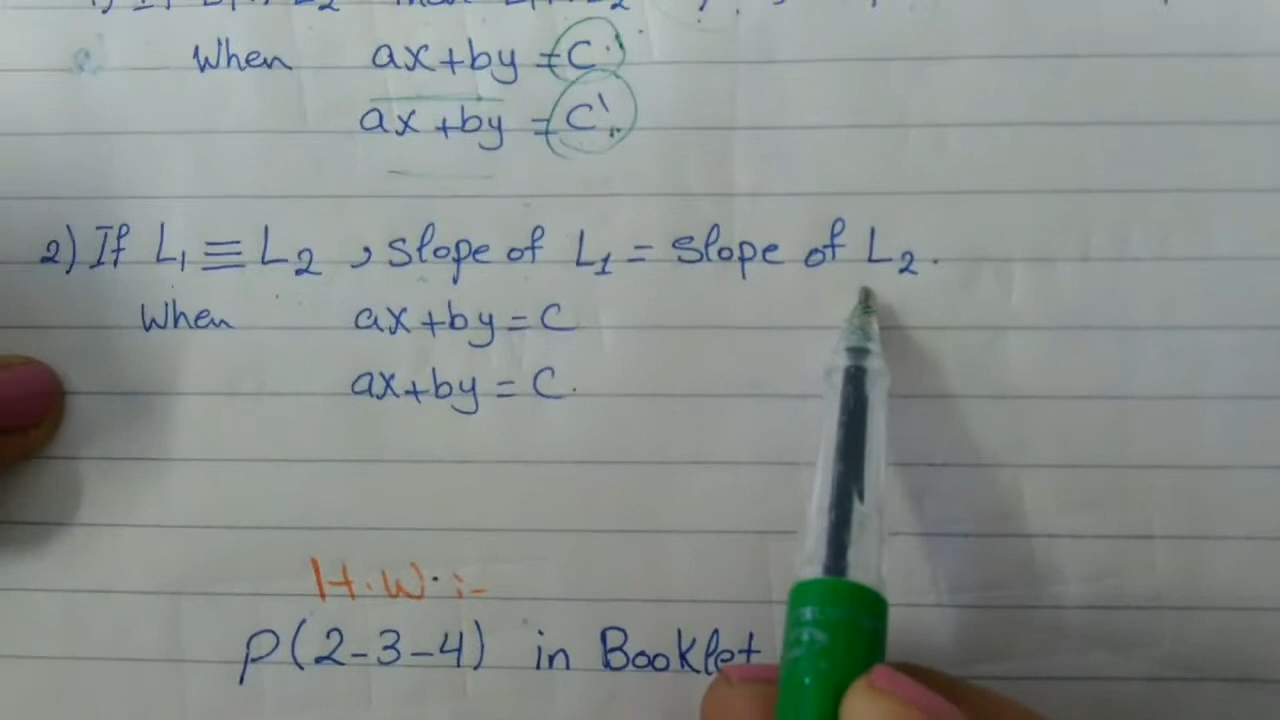 When ax+by =C
ax+by =C'
2) If L₁ ≡ L₂ , slope of L₁ = slope of L₂.
When ax+by=C
ax+by=C.
H.W.:-
P(2-3-4) in Booklet